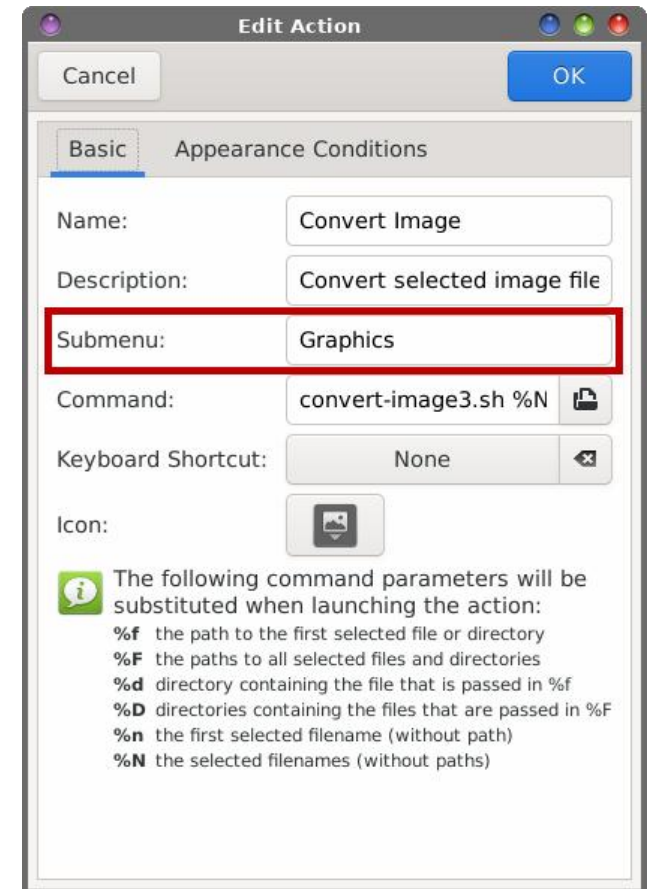 Edit Action
Cancel OK
Basic Appearance Conditions
Name: Convert Image
Description: Convert selected image file
Submenu: Graphics
Command: convert-image3.sh %N
Keyboard Shortcut: None
Icon:
The following command parameters will be
substituted when launching the action:
%f the path to the first selected file or directory
%F the paths to all selected files and directories
%d directory containing the file that is passed in %f
%D directories containing the files that are passed in %F
%n the first selected filename (without path)
%N the selected filenames (without paths)